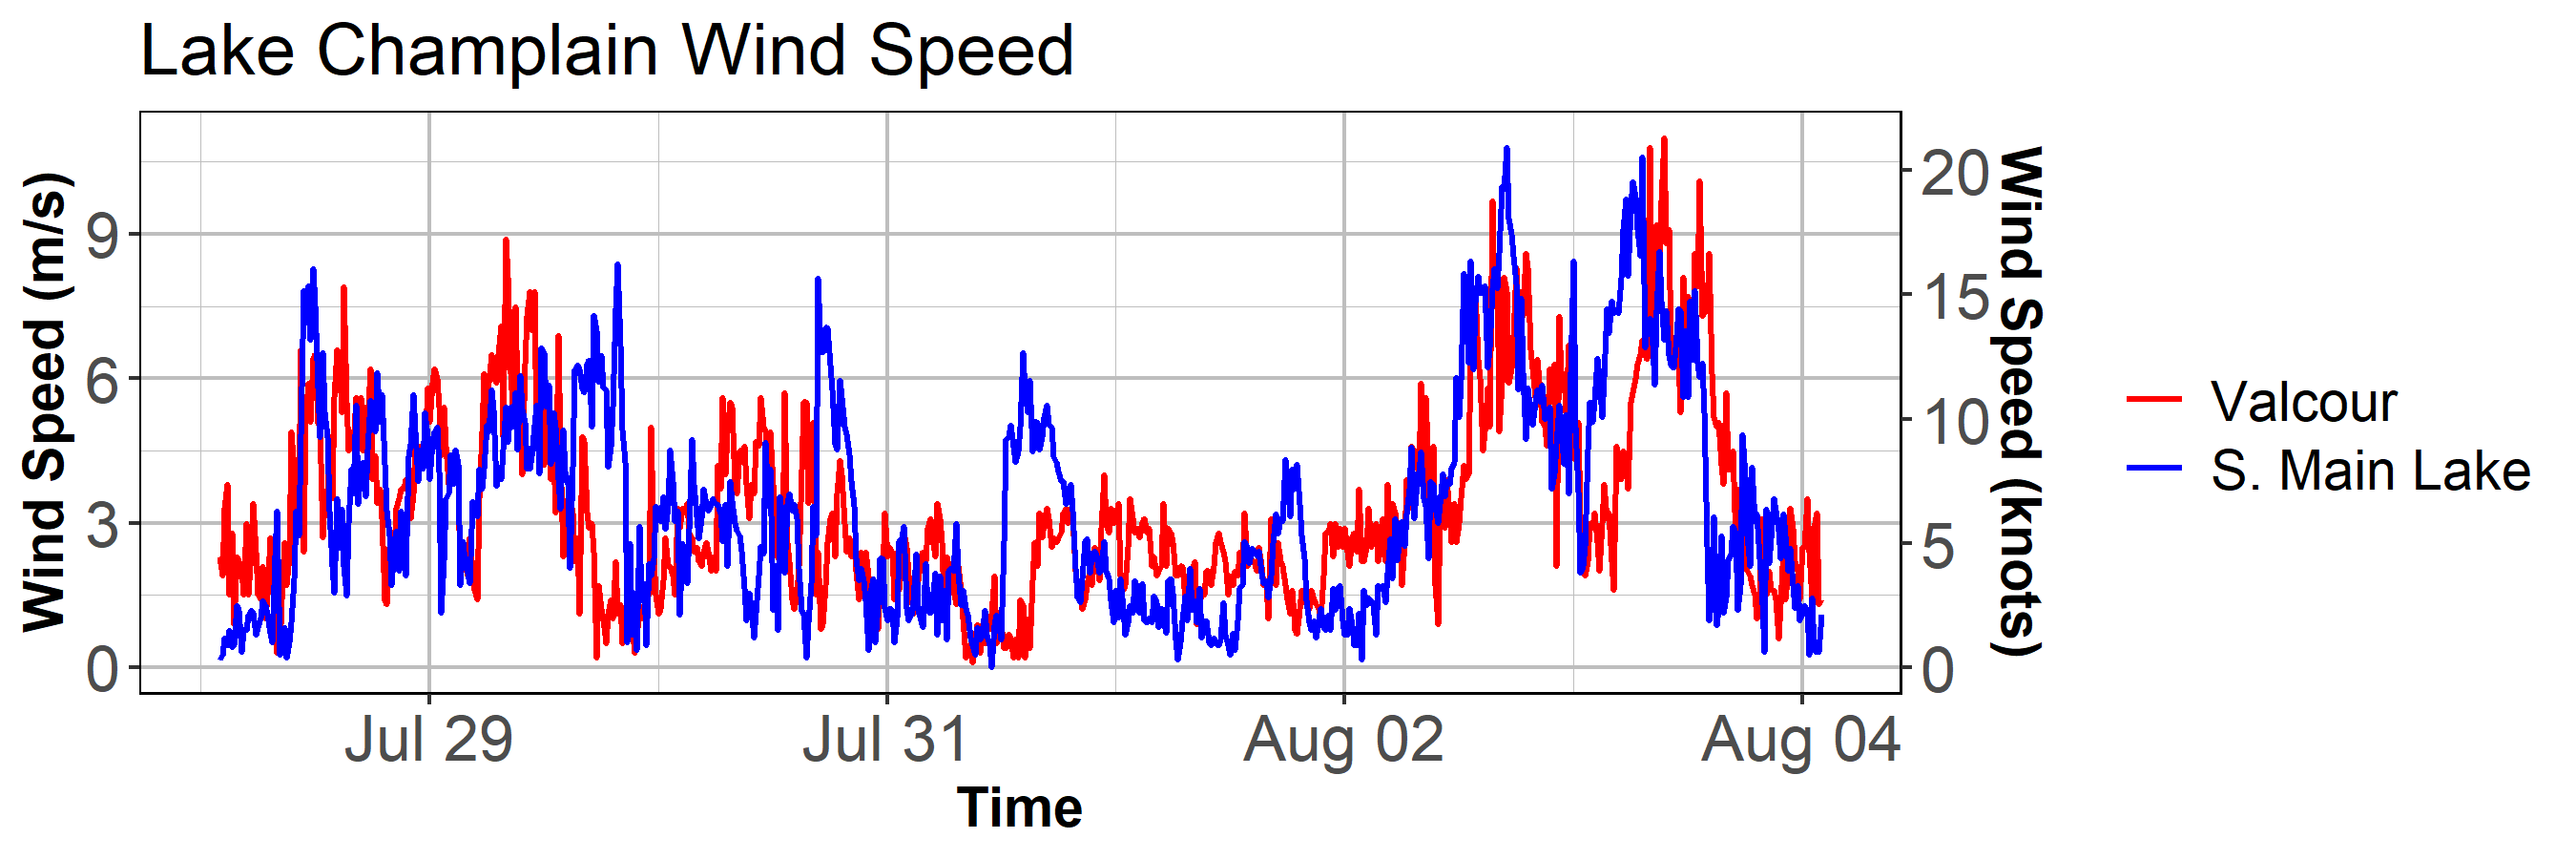 Lake Champlain Wind Speed
Wind Speed (m/s)
9
6
3
0
20
15
10
5
0
Wind Speed (knots)
Jul 29
Jul 31
Aug 02
Aug 04
Time
Valcour
S. Main Lake